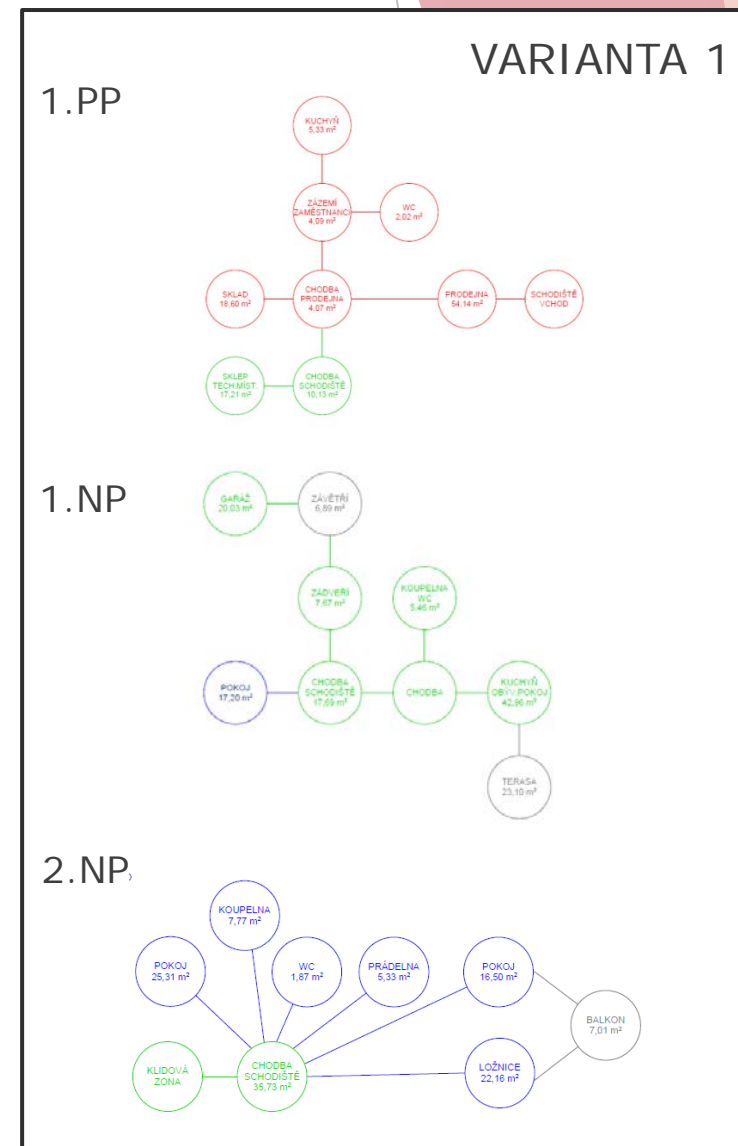 VARIANTA 1
1.PP
KUCHYŇ
5,33 m²
ZÁZEMÍ
ZAMĚSTNANCI
4,09 m²
WC
2,02 m²
SKLAD
18,60 m²
CHODBA
PRODEJNA
4,07 m²
PRODEJNA
54,14 m²
SCHODIŠTĚ
VCHOD
SKLEP
TECH.MÍST.
17,21 m²
CHODBA
SCHODIŠTĚ
10,13 m²
1.NP
GARÁŽ
20,03 m²
ZÁVĚTŘÍ
6,89 m²
ZÁDVEŘÍ
7,67 m²
KOUPELNA
WC
5,46 m²
POKOJ
17,20 m²
CHODBA
SCHODIŠTĚ
17,69 m²
CHODBA
KUCHYŇ
OBÝV.POKOJ
42,96 m²
TERASA
23,10 m²
2.NP
KOUPELNA
7,77 m²
POKOJ
25,31 m²
WC
1,87 m²
PRÁDELNA
5,33 m²
POKOJ
16,50 m²
BALKON
7,01 m²
KLIDOVÁ
ZONA
CHODBA
SCHODIŠTĚ
35,73 m²
LOŽNICE
22,16 m²